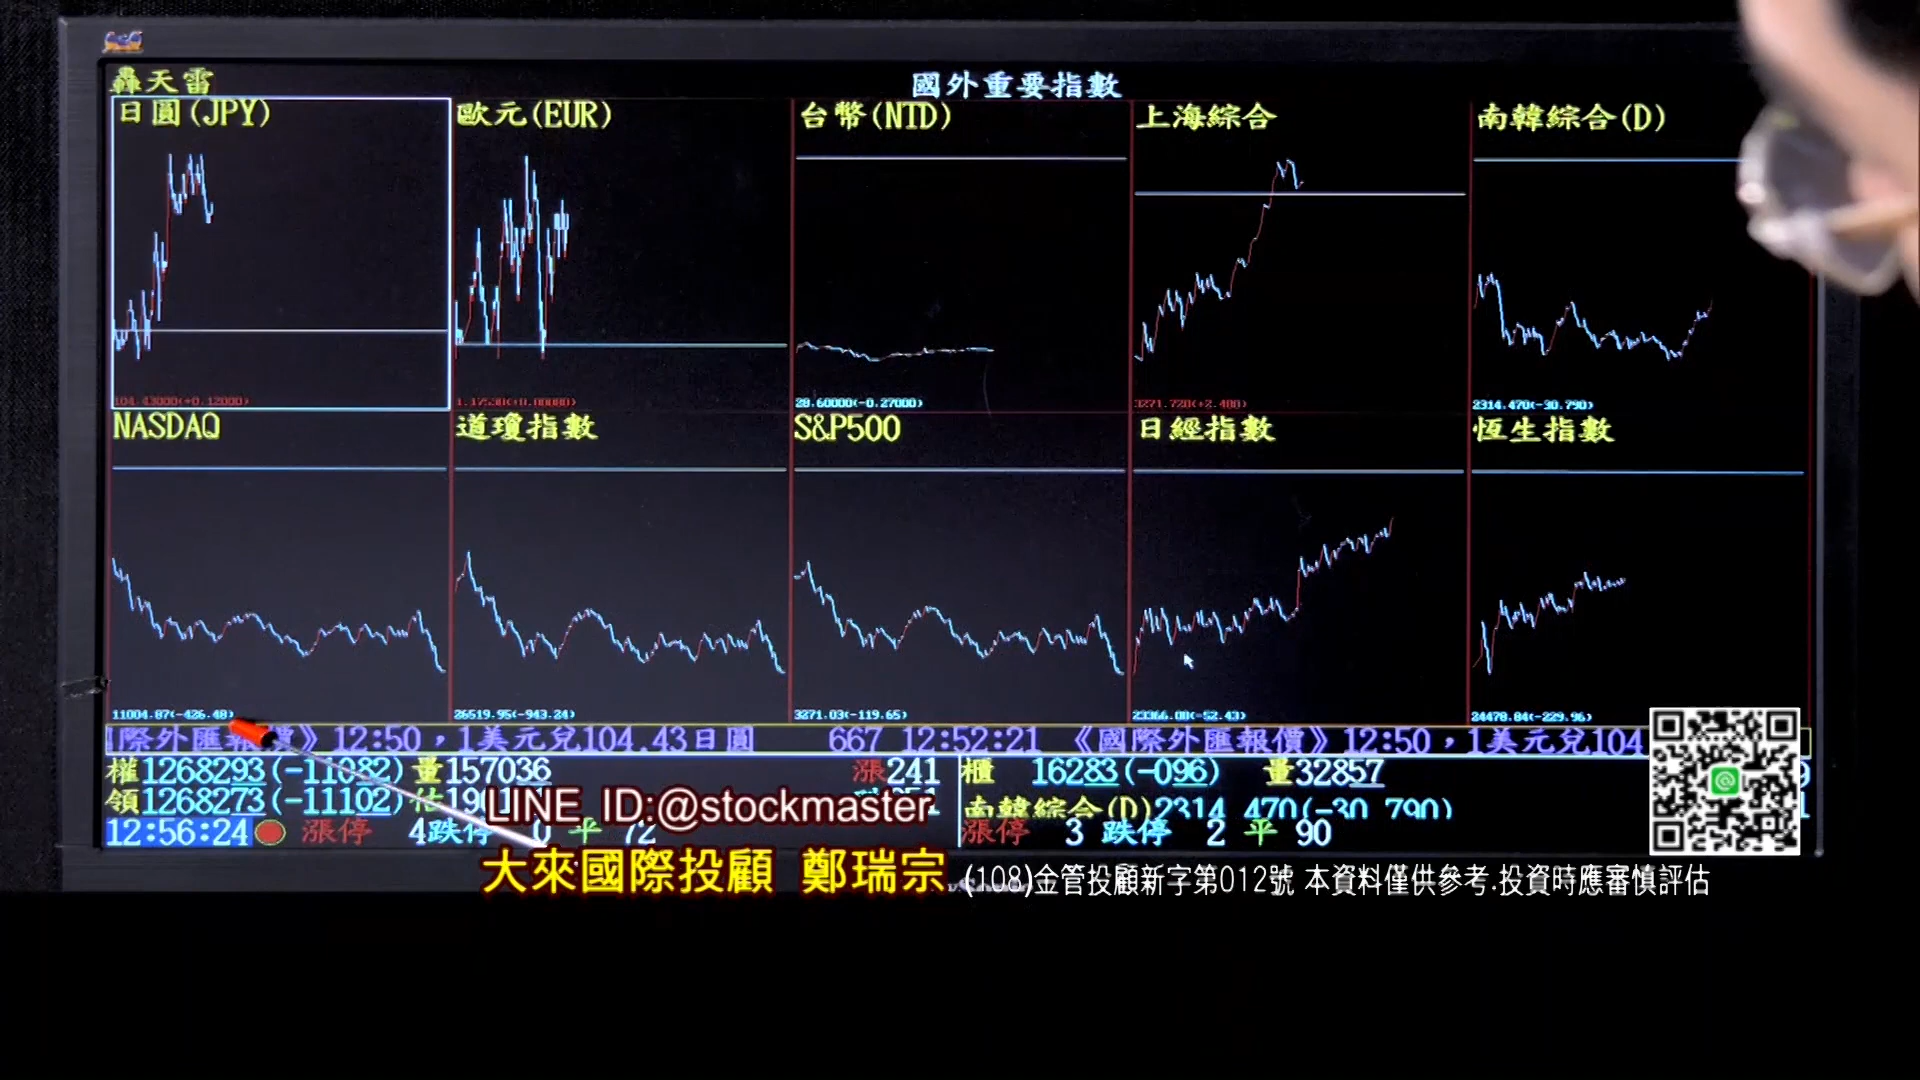 轟天雷
國外重要指數
日圓(JPY)
歐元(EUR)
台幣(NTD)
上海綜合
南韓綜合(D)
104.43000(+0.12000)
28.60000(-0.27000)
3271.720(+2.480)
2314.470(-30.790)
NASDAQ
道瓊指數
S&P500
日經指數
恆生指數
11004.87(-426.48)
26519.95(-943.24)
3271.03(-119.65)
23366.00(-52.43)
24478.84(-229.96)
際外匯報價》12:50，1美元兌104.43日圓 667 12:52:21 《國際外匯報價》12:50，1美元兌104
權1268293(-11082) 量157036 漲241 櫃 16283(-096) 量32857
領1268273(-11102) 估 南韓綜合(D)2314.470(-30.790)
LINE ID:@stockmaster
12:56:24 漲停 4跌停 0 平 72 漲停 3 跌停 2 平 90
大來國際投顧 鄭瑞宗
(108)金管投顧新字第012號 本資料僅供參考.投資時應審慎評估